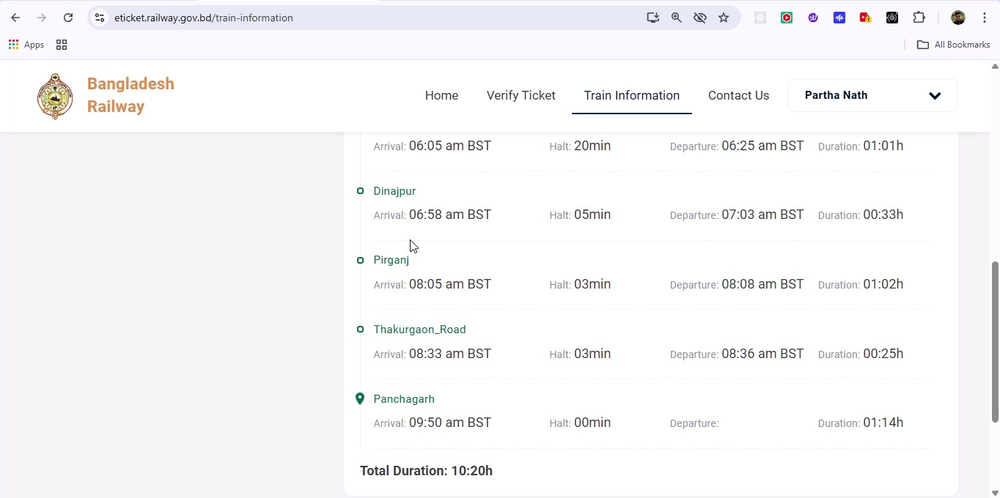 eticket.railway.gov.bd/train-information
Apps
All Bookmarks
Bangladesh
Railway
Home Verify Ticket Train Information Contact Us Partha Nath
Arrival: 06:05 am BST Halt: 20min Departure: 06:25 am BST Duration: 01:01h
Dinajpur
Arrival: 06:58 am BST Halt: 05min Departure: 07:03 am BST Duration: 00:33h
Pirganj
Arrival: 08:05 am BST Halt: 03min Departure: 08:08 am BST Duration: 01:02h
Thakurgaon_Road
Arrival: 08:33 am BST Halt: 03min Departure: 08:36 am BST Duration: 00:25h
Panchagarh
Arrival: 09:50 am BST Halt: 00min Departure: Duration: 01:14h
Total Duration: 10:20h